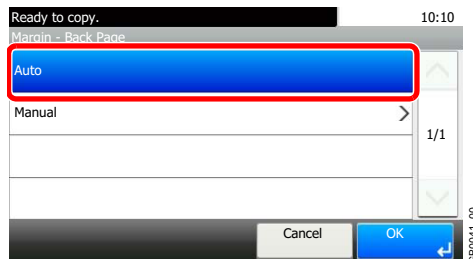 Ready to copy. 10:10
Margin - Back Page
Auto
Manual
1/1
Cancel OK